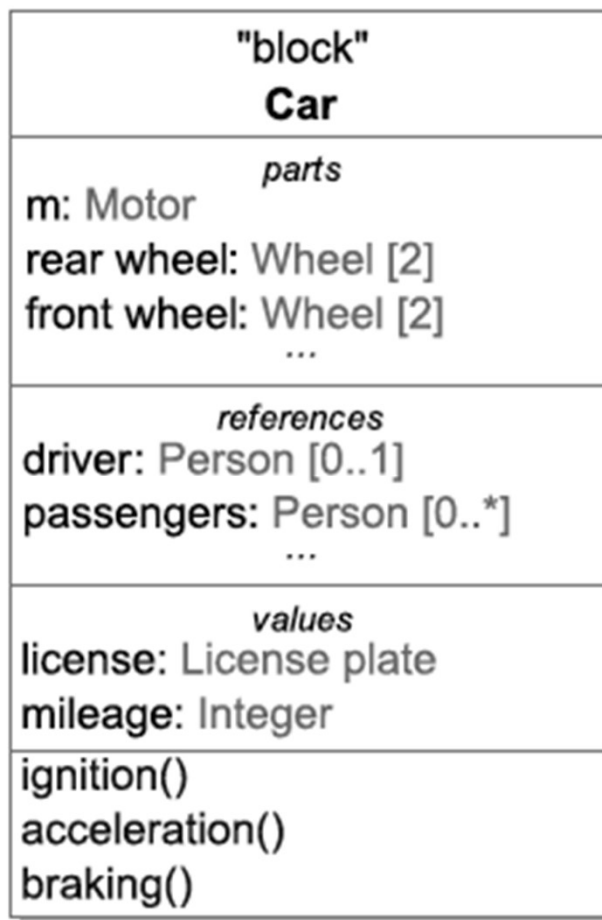 "block"
Car
parts
m: Motor
rear wheel: Wheel [2]
front wheel: Wheel [2]
...
references
driver: Person [0..1]
passengers: Person [0..*]
...
values
license: License plate
mileage: Integer
ignition()
acceleration()
braking()